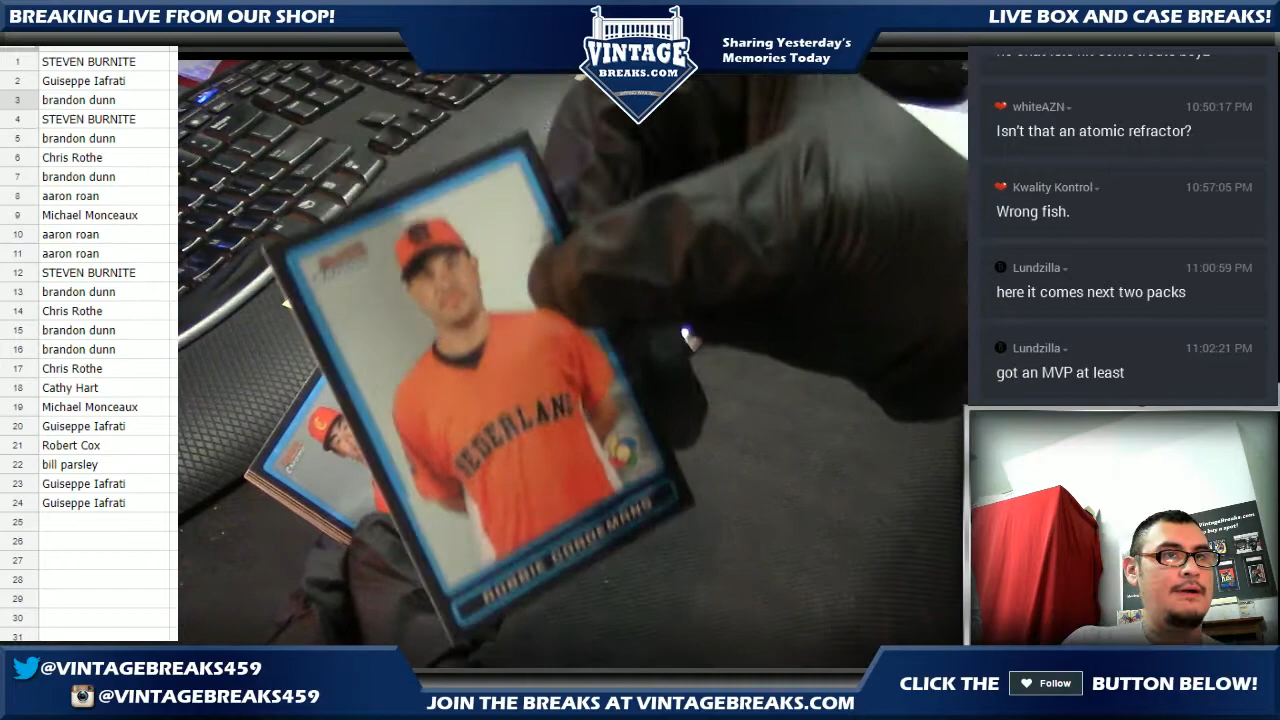 BREAKING LIVE FROM OUR SHOP!
VINTAGE
BREAKS.COM
Sharing Yesterday's
Memories Today
LIVE BOX AND CASE BREAKS!
1 STEVEN BURNITE
2 Guiseppe Iafrati
3 brandon dunn
4 STEVEN BURNITE
5 brandon dunn
6 Chris Rothe
7 brandon dunn
8 aaron roan
9 Michael Monceaux
10 aaron roan
11 aaron roan
12 STEVEN BURNITE
13 brandon dunn
14 Chris Rothe
15 brandon dunn
16 brandon dunn
17 Chris Rothe
18 Cathy Hart
19 Michael Monceaux
20 Guiseppe Iafrati
21 Robert Cox
22 bill parsley
23 Guiseppe Iafrati
24 Guiseppe Iafrati
25
26
27
28
29
30
31
NEDERLAND
ROBBIE CORDEMANS
whiteAZN 10:50:17 PM
Isn't that an atomic refractor?
Kwality Kontrol 10:57:05 PM
Wrong fish.
Lundzilla 11:00:59 PM
here it comes next two packs
Lundzilla 11:02:21 PM
got an MVP at least
VintageBreaks.com
@VINTAGEBREAKS459
@VINTAGEBREAKS459
JOIN THE BREAKS AT VINTAGEBREAKS.COM
CLICK THE Follow BUTTON BELOW!